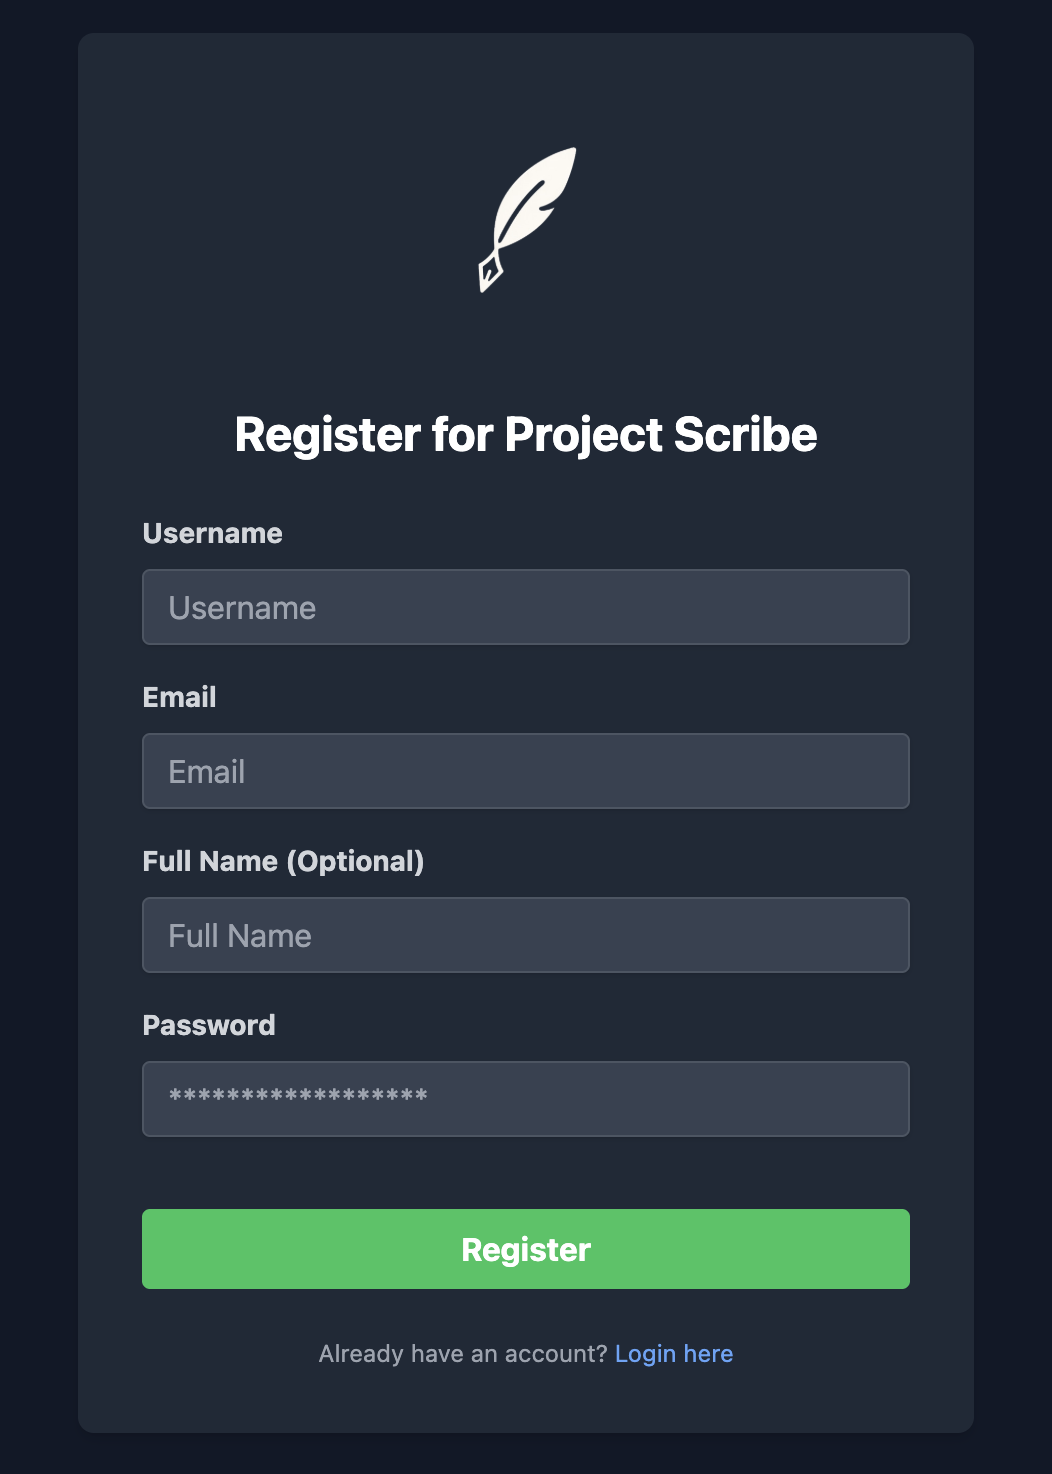 Register for Project Scribe
Username
Username
Email
Email
Full Name (Optional)
Full Name
Password
******************
Register
Already have an account? Login here